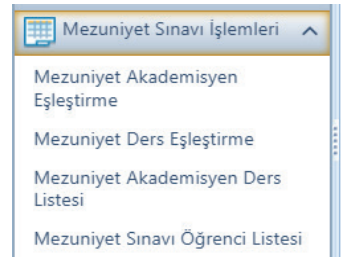 Mezuniyet Sınavı İşlemleri
Mezuniyet Akademisyen
Eşleştirme
Mezuniyet Ders Eşleştirme
Mezuniyet Akademisyen Ders
Listesi
Mezuniyet Sınavı Öğrenci Listesi